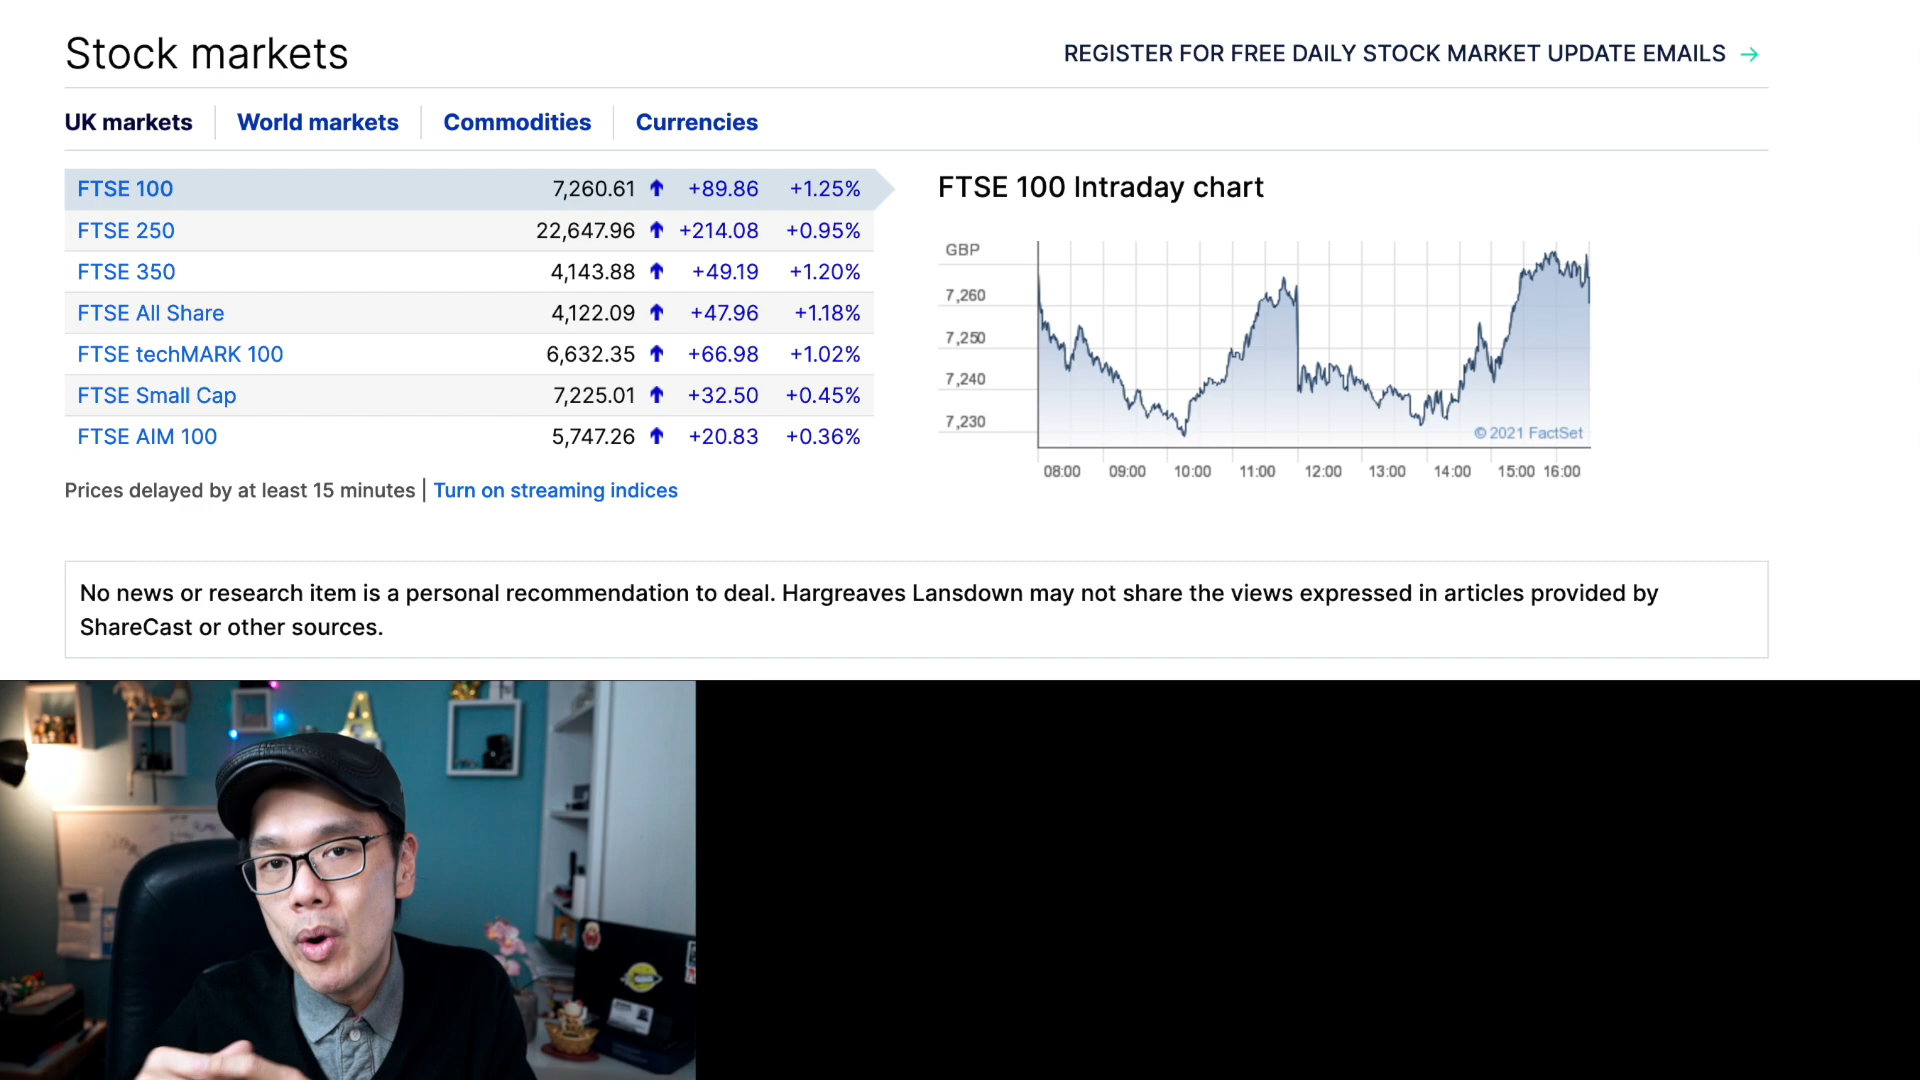 Stock markets
REGISTER FOR FREE DAILY STOCK MARKET UPDATE EMAILS →
UK markets World markets Commodities Currencies
FTSE 100 7,260.61 +89.86 +1.25%
FTSE 250 22,647.96 +214.08 +0.95%
FTSE 350 4,143.88 +49.19 +1.20%
FTSE All Share 4,122.09 +47.96 +1.18%
FTSE techMARK 100 6,632.35 +66.98 +1.02%
FTSE Small Cap 7,225.01 +32.50 +0.45%
FTSE AIM 100 5,747.26 +20.83 +0.36%
Prices delayed by at least 15 minutes | Turn on streaming indices
FTSE 100 Intraday chart
GBP
7,260
7,250
7,240
7,230
© 2021 FactSet
08:00 09:00 10:00 11:00 12:00 13:00 14:00 15:00 16:00
No news or research item is a personal recommendation to deal. Hargreaves Lansdown may not share the views expressed in articles provided by
ShareCast or other sources.
A